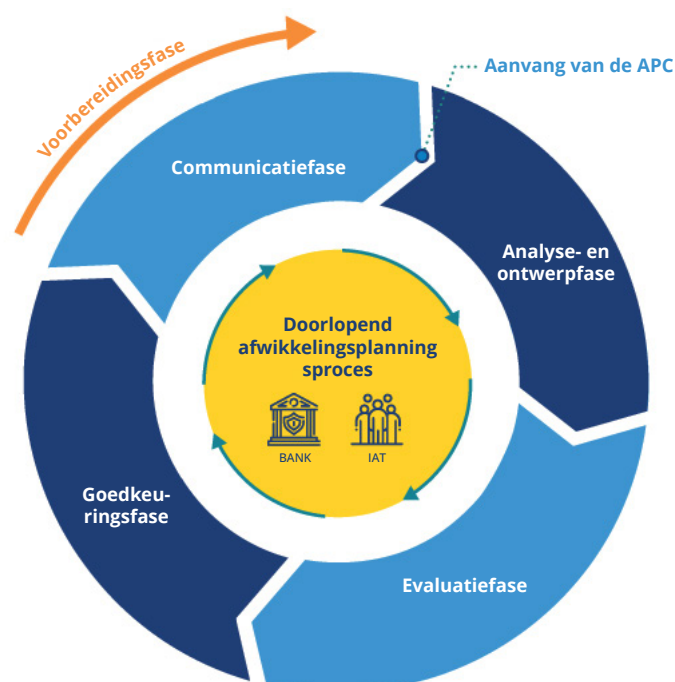 Voorbereidingsfase
Aanvang van de APC
Communicatiefase
Analyse- en
ontwerpfase
Doorlopend
afwikkelingsplanning
sproces
BANK
IAT
Goedkeu-
ringsfase
Evaluatiefase